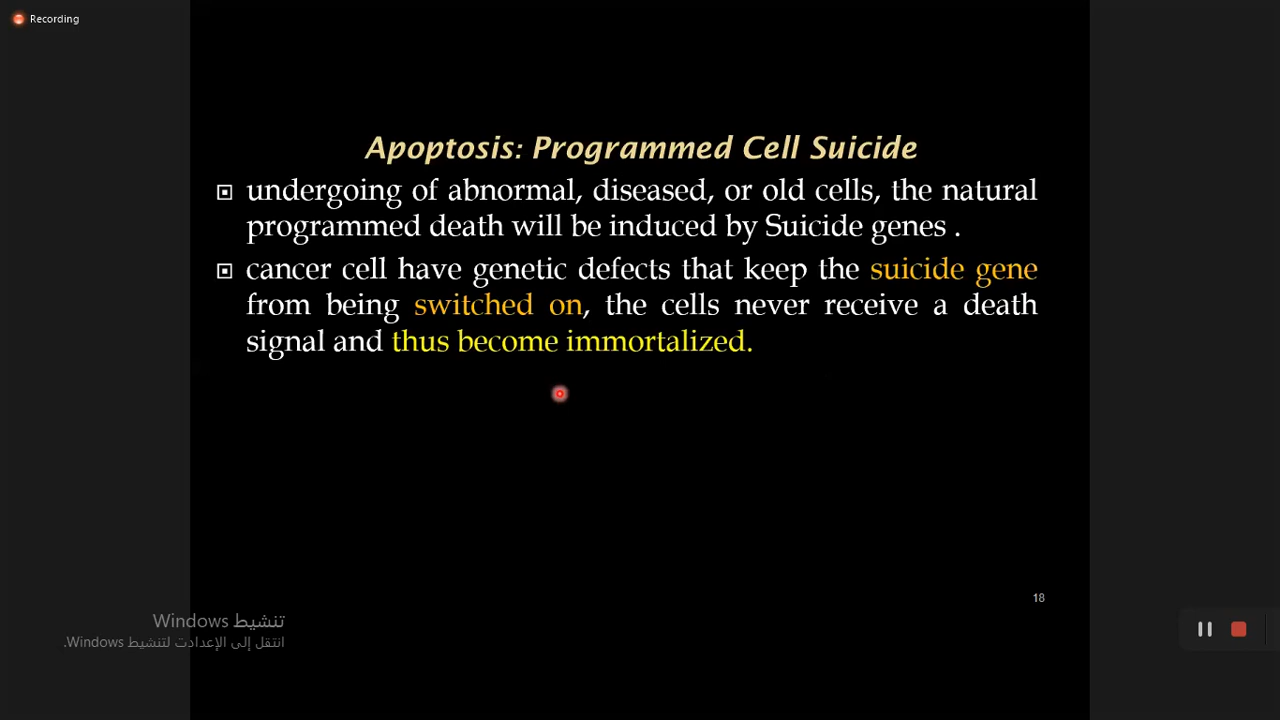 Recording
Apoptosis: Programmed Cell Suicide
undergoing of abnormal, diseased, or old cells, the natural
programmed death will be induced by Suicide genes .
cancer cell have genetic defects that keep the suicide gene
from being switched on, the cells never receive a death
signal and thus become immortalized.
18
تنشيط Windows
انتقل إلى الإعدادت لتنشيط Windows.